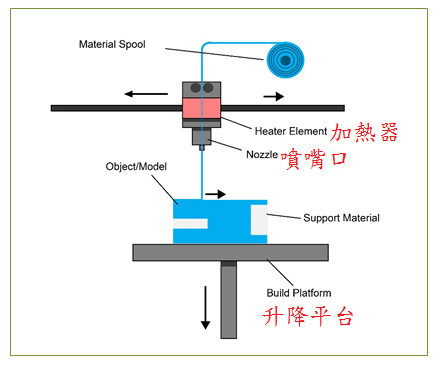 Material Spool
Heater Element 加熱器
Nozzle 噴嘴口
Object/Model
Support Material
Build Platform
升降平台